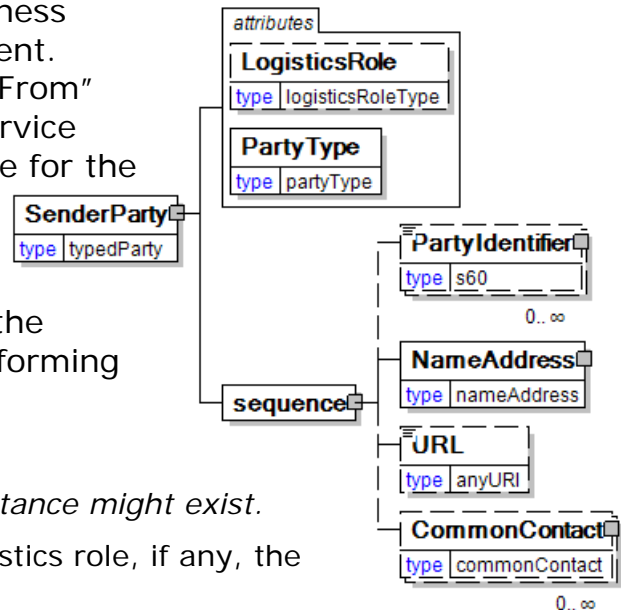 ness
ent.
From"
rvice
e for the
the
forming
tance might exist.
stics role, if any, the
attributes
LogisticsRole
type logisticsRoleType
PartyType
type partyType
SenderParty
type typedParty
sequence
PartyIdentifier
type s60
0.. ∞
NameAddress
type nameAddress
URL
type anyURI
CommonContact
type commonContact
0.. ∞